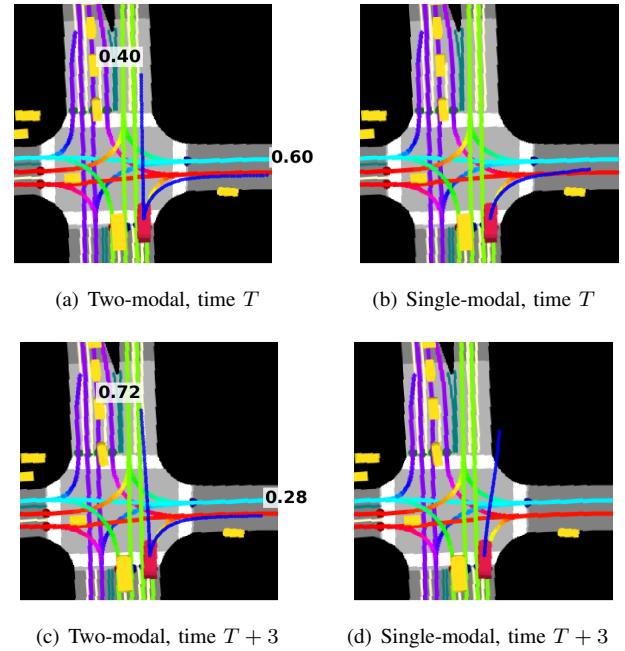 0.40
0.60
(a) Two-modal, time T
(b) Single-modal, time T
0.72
0.28
(c) Two-modal, time T + 3
(d) Single-modal, time T + 3